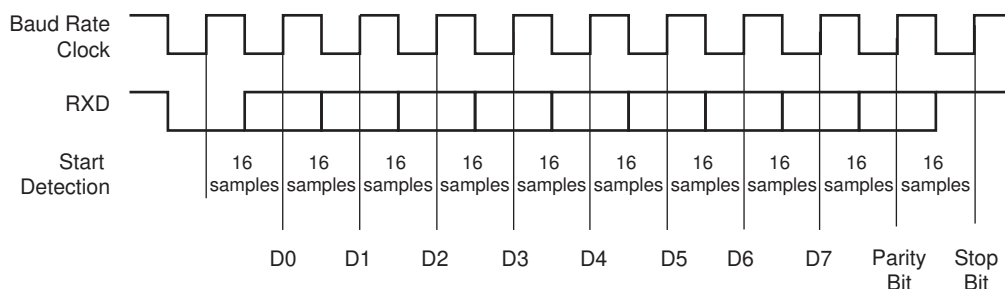 Baud Rate
Clock
RXD
Start
Detection
16 16 16 16 16 16 16 16 16 16
samples samples samples samples samples samples samples samples samples samples
D0 D1 D2 D3 D4 D5 D6 D7 Parity Stop
Bit Bit